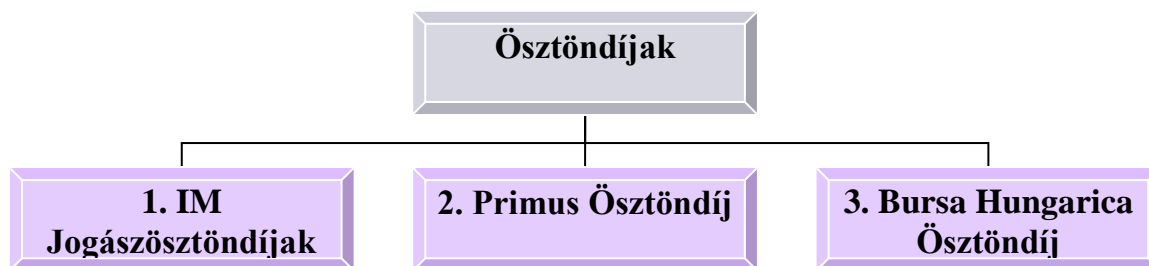 Ösztöndíjak
1. IM
Jogászösztöndíjak
2. Primus Ösztöndíj
3. Bursa Hungarica
Ösztöndíj